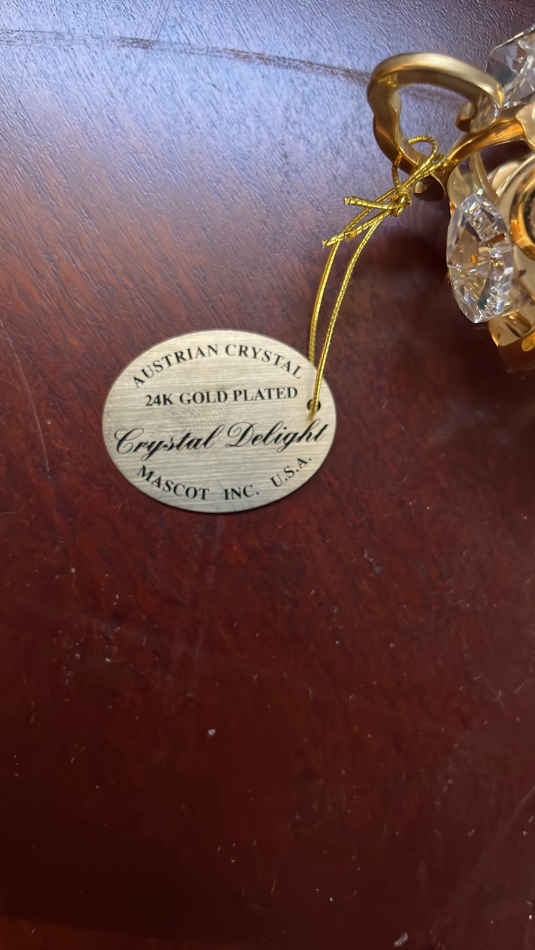 AUSTRIAN CRYSTAL
24K GOLD PLATED
Crystal Delight
MASCOT INC. U.S.A.